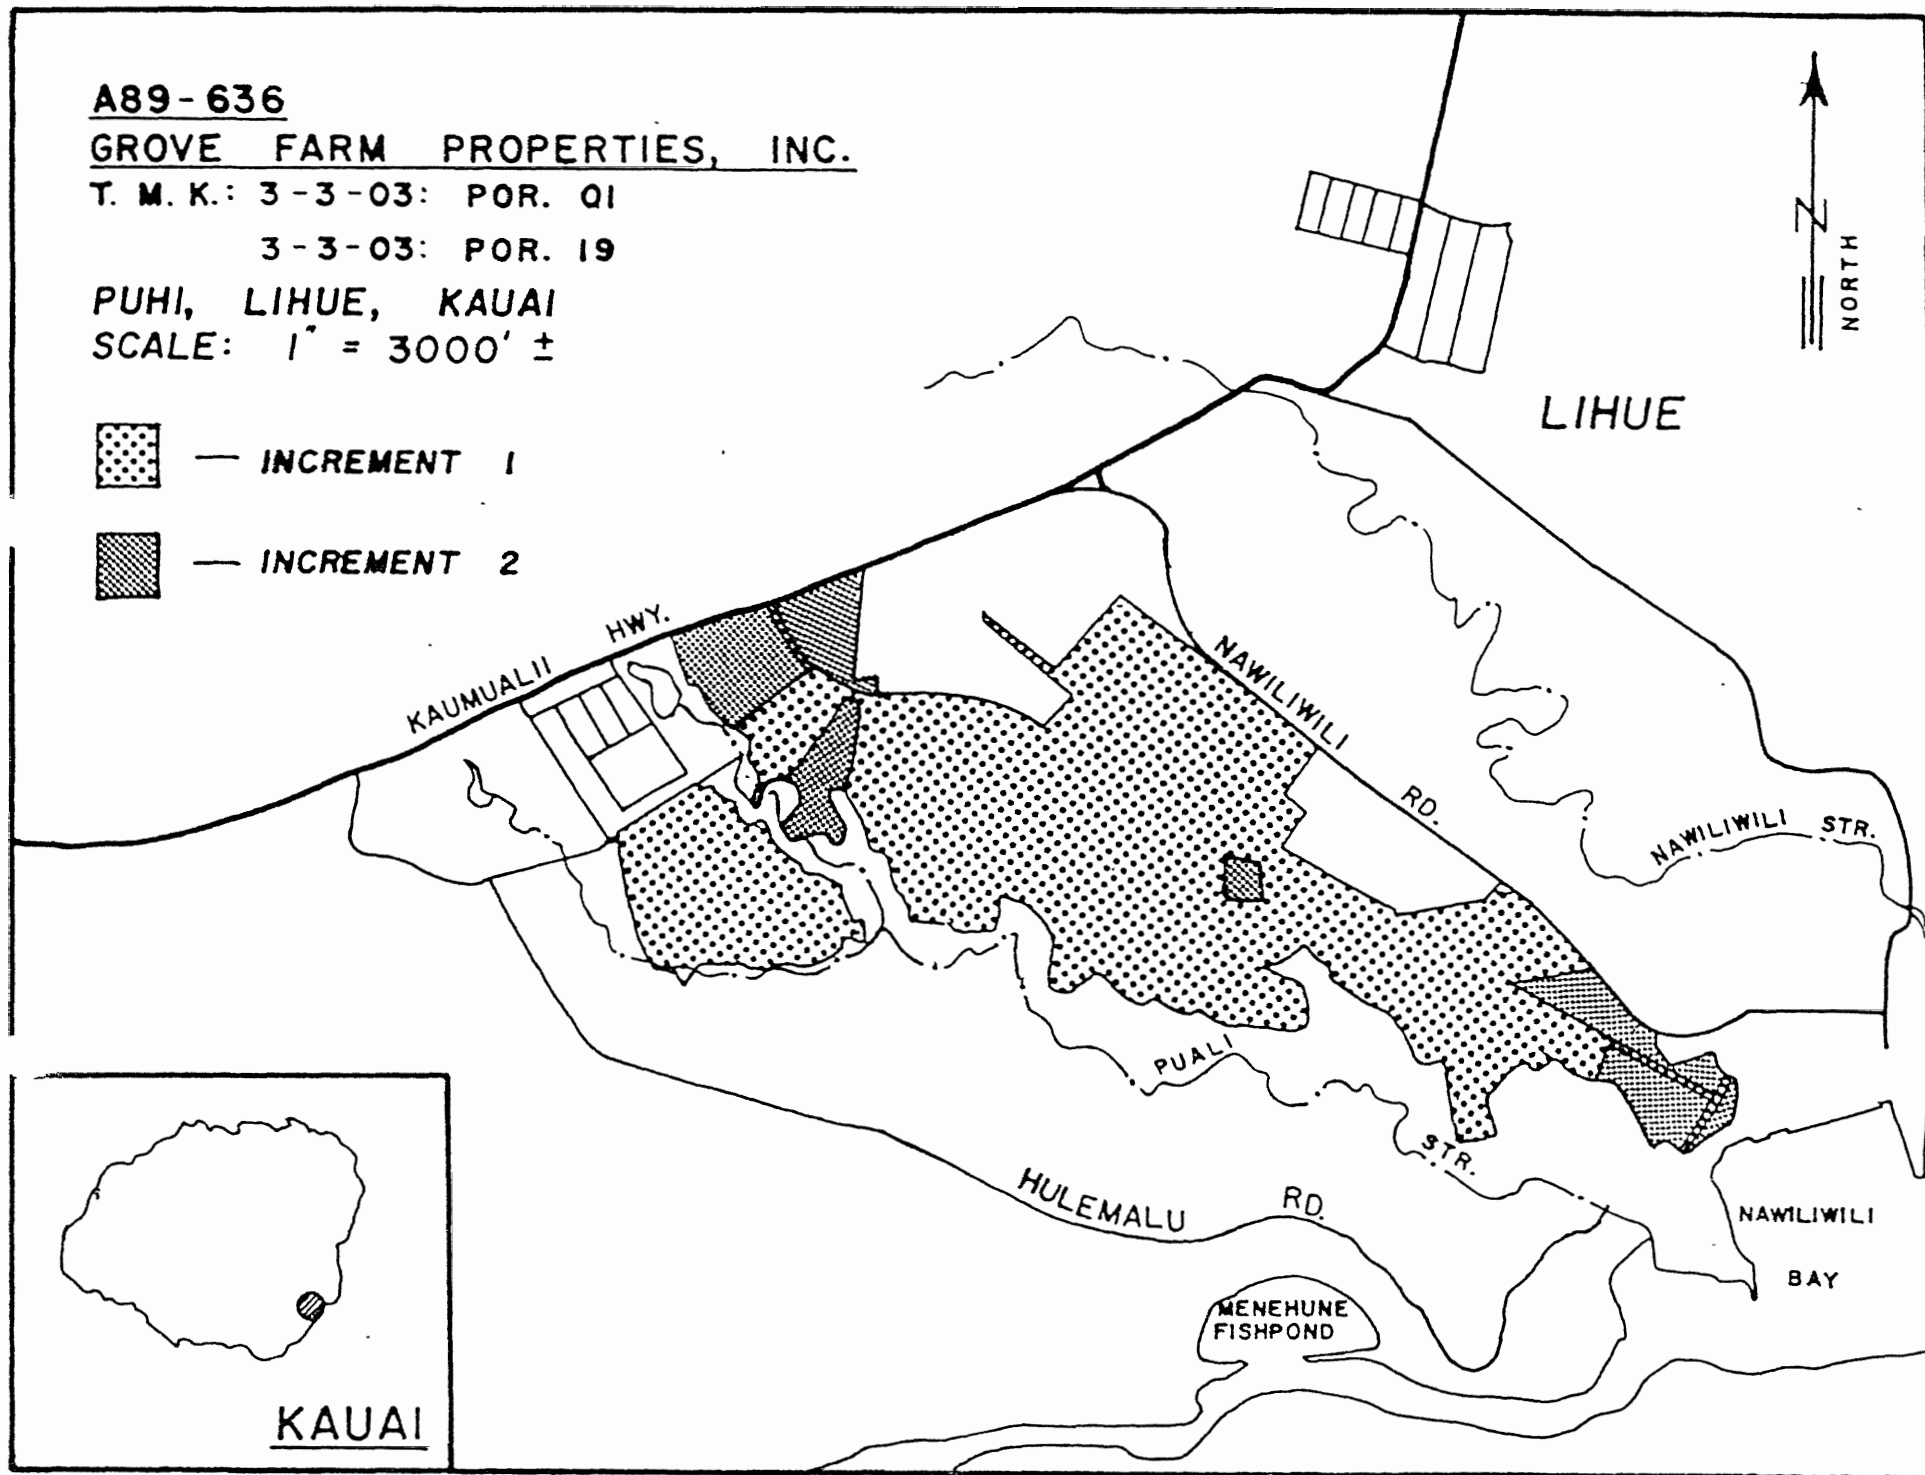 A89-636
GROVE FARM PROPERTIES, INC.
T. M. K.: 3-3-03: POR. 01
3-3-03: POR. 19
PUHI, LIHUE, KAUAI
SCALE: 1" = 3000' ±
— INCREMENT 1
— INCREMENT 2
NORTH
N
LIHUE
KAUMUALII HWY.
NAWILIWILI RD.
NAWILIWILI STR.
PUALI STR.
HULEMALU RD.
NAWILIWILI
BAY
MENEHUNE
FISHPOND
KAUAI